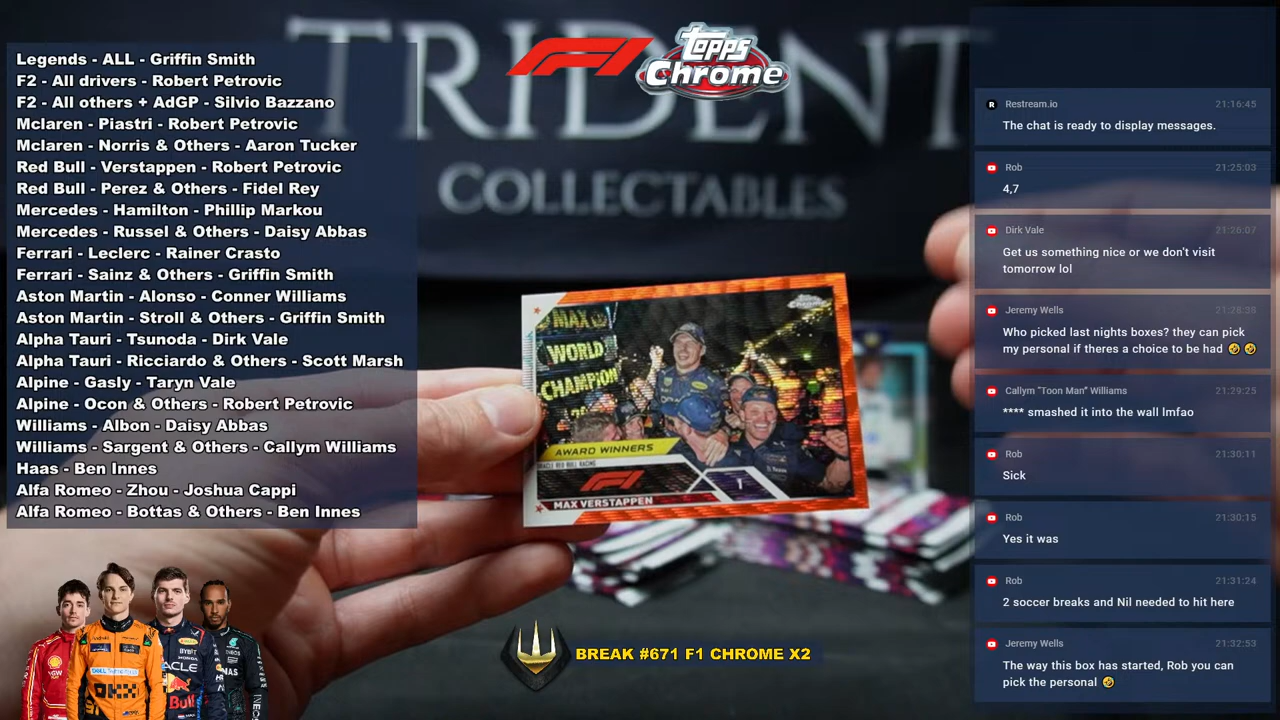 TRIDENT
COLLECTABLES
F1
Topps
Chrome
Legends - ALL - Griffin Smith
F2 - All drivers - Robert Petrovic
F2 - All others + AdGP - Silvio Bazzano
Mclaren - Piastri - Robert Petrovic
Mclaren - Norris & Others - Aaron Tucker
Red Bull - Verstappen - Robert Petrovic
Red Bull - Perez & Others - Fidel Rey
Mercedes - Hamilton - Phillip Markou
Mercedes - Russel & Others - Daisy Abbas
Ferrari - Leclerc - Rainer Crasto
Ferrari - Sainz & Others - Griffin Smith
Aston Martin - Alonso - Conner Williams
Aston Martin - Stroll & Others - Griffin Smith
Alpha Tauri - Tsunoda - Dirk Vale
Alpha Tauri - Ricciardo & Others - Scott Marsh
Alpine - Gasly - Taryn Vale
Alpine - Ocon & Others - Robert Petrovic
Williams - Albon - Daisy Abbas
Williams - Sargent & Others - Callym Williams
Haas - Ben Innes
Alfa Romeo - Zhou - Joshua Cappi
Alfa Romeo - Bottas & Others - Ben Innes
MAX
WORLD
CHAMPION
AWARD WINNERS
ORACLE RED BULL RACING
F1
MAX VERSTAPPEN
1
BREAK #671 F1 CHROME X2
Restream.io 21:16:45
The chat is ready to display messages.
Rob 21:25:03
4,7
Dirk Vale 21:26:07
Get us something nice or we don't visit
tomorrow lol
Jeremy Wells 21:28:38
Who picked last nights boxes? they can pick
my personal if theres a choice to be had 🤣 🤣
Callym "Toon Man" Williams 21:29:25
**** smashed it into the wall lmfao
Rob 21:30:11
Sick
Rob 21:30:15
Yes it was
Rob 21:31:24
2 soccer breaks and Nil needed to hit here
Jeremy Wells 21:32:53
The way this box has started, Rob you can
pick the personal 🤣